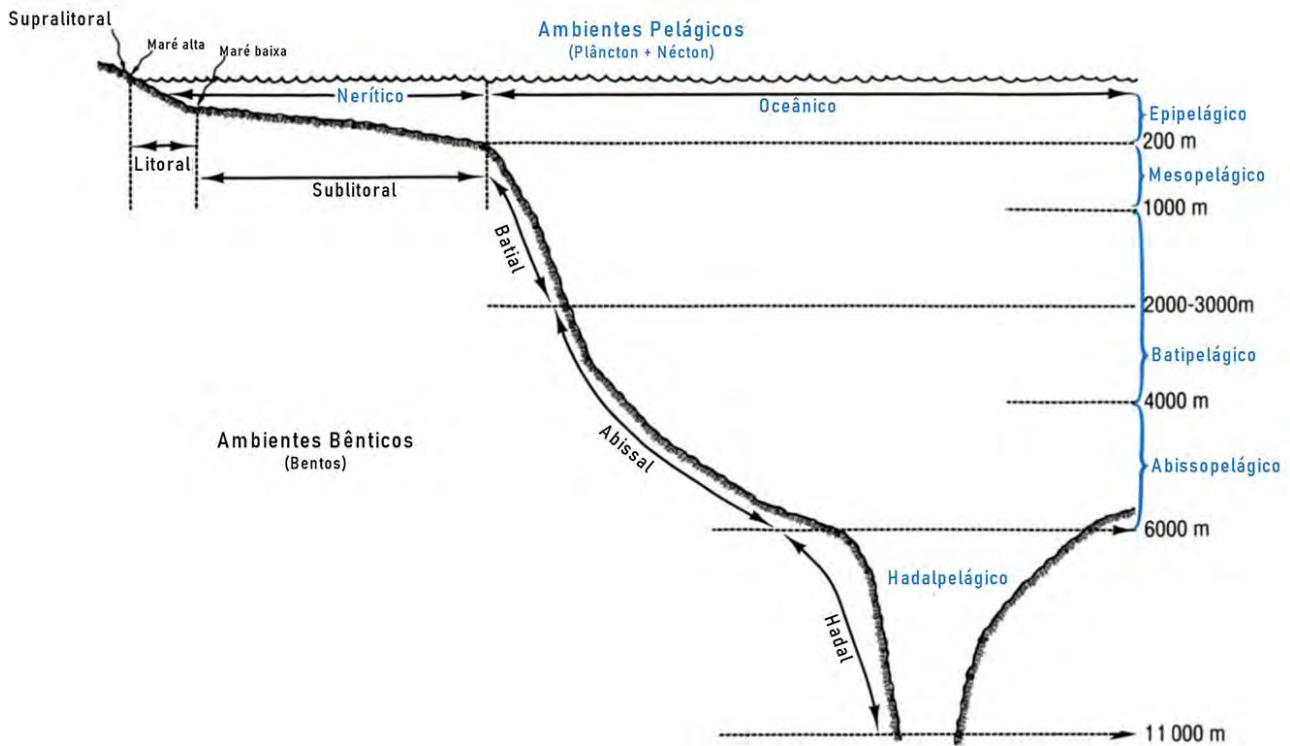 Supralitoral
Ambientes Pelágicos
(Plâncton + Nécton)
Maré alta
Maré baixa
Nerítico
Oceânico
Epipelágico
200 m
Litoral
Sublitoral
Mesopelágico
1000 m
Batial
2000-3000m
Batipelágico
4000 m
Ambientes Bênticos
(Bentos)
Abissal
Abissopelágico
6000 m
Hadalpelágico
Hadal
11 000 m